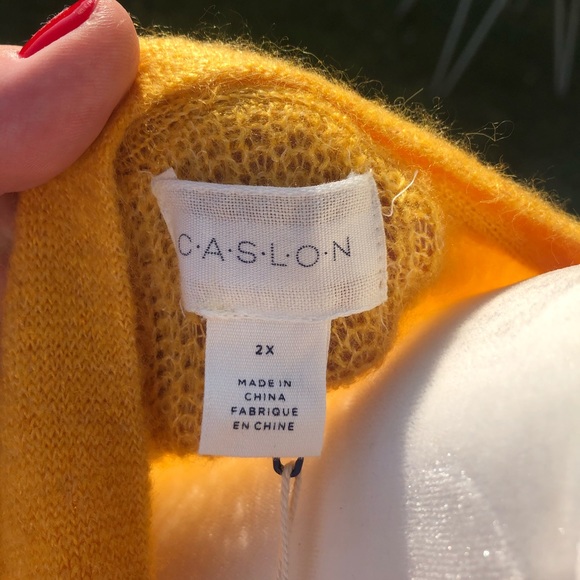 C·A·S·L·O·N
2X
MADE IN
CHINA
FABRIQUE
EN CHINE